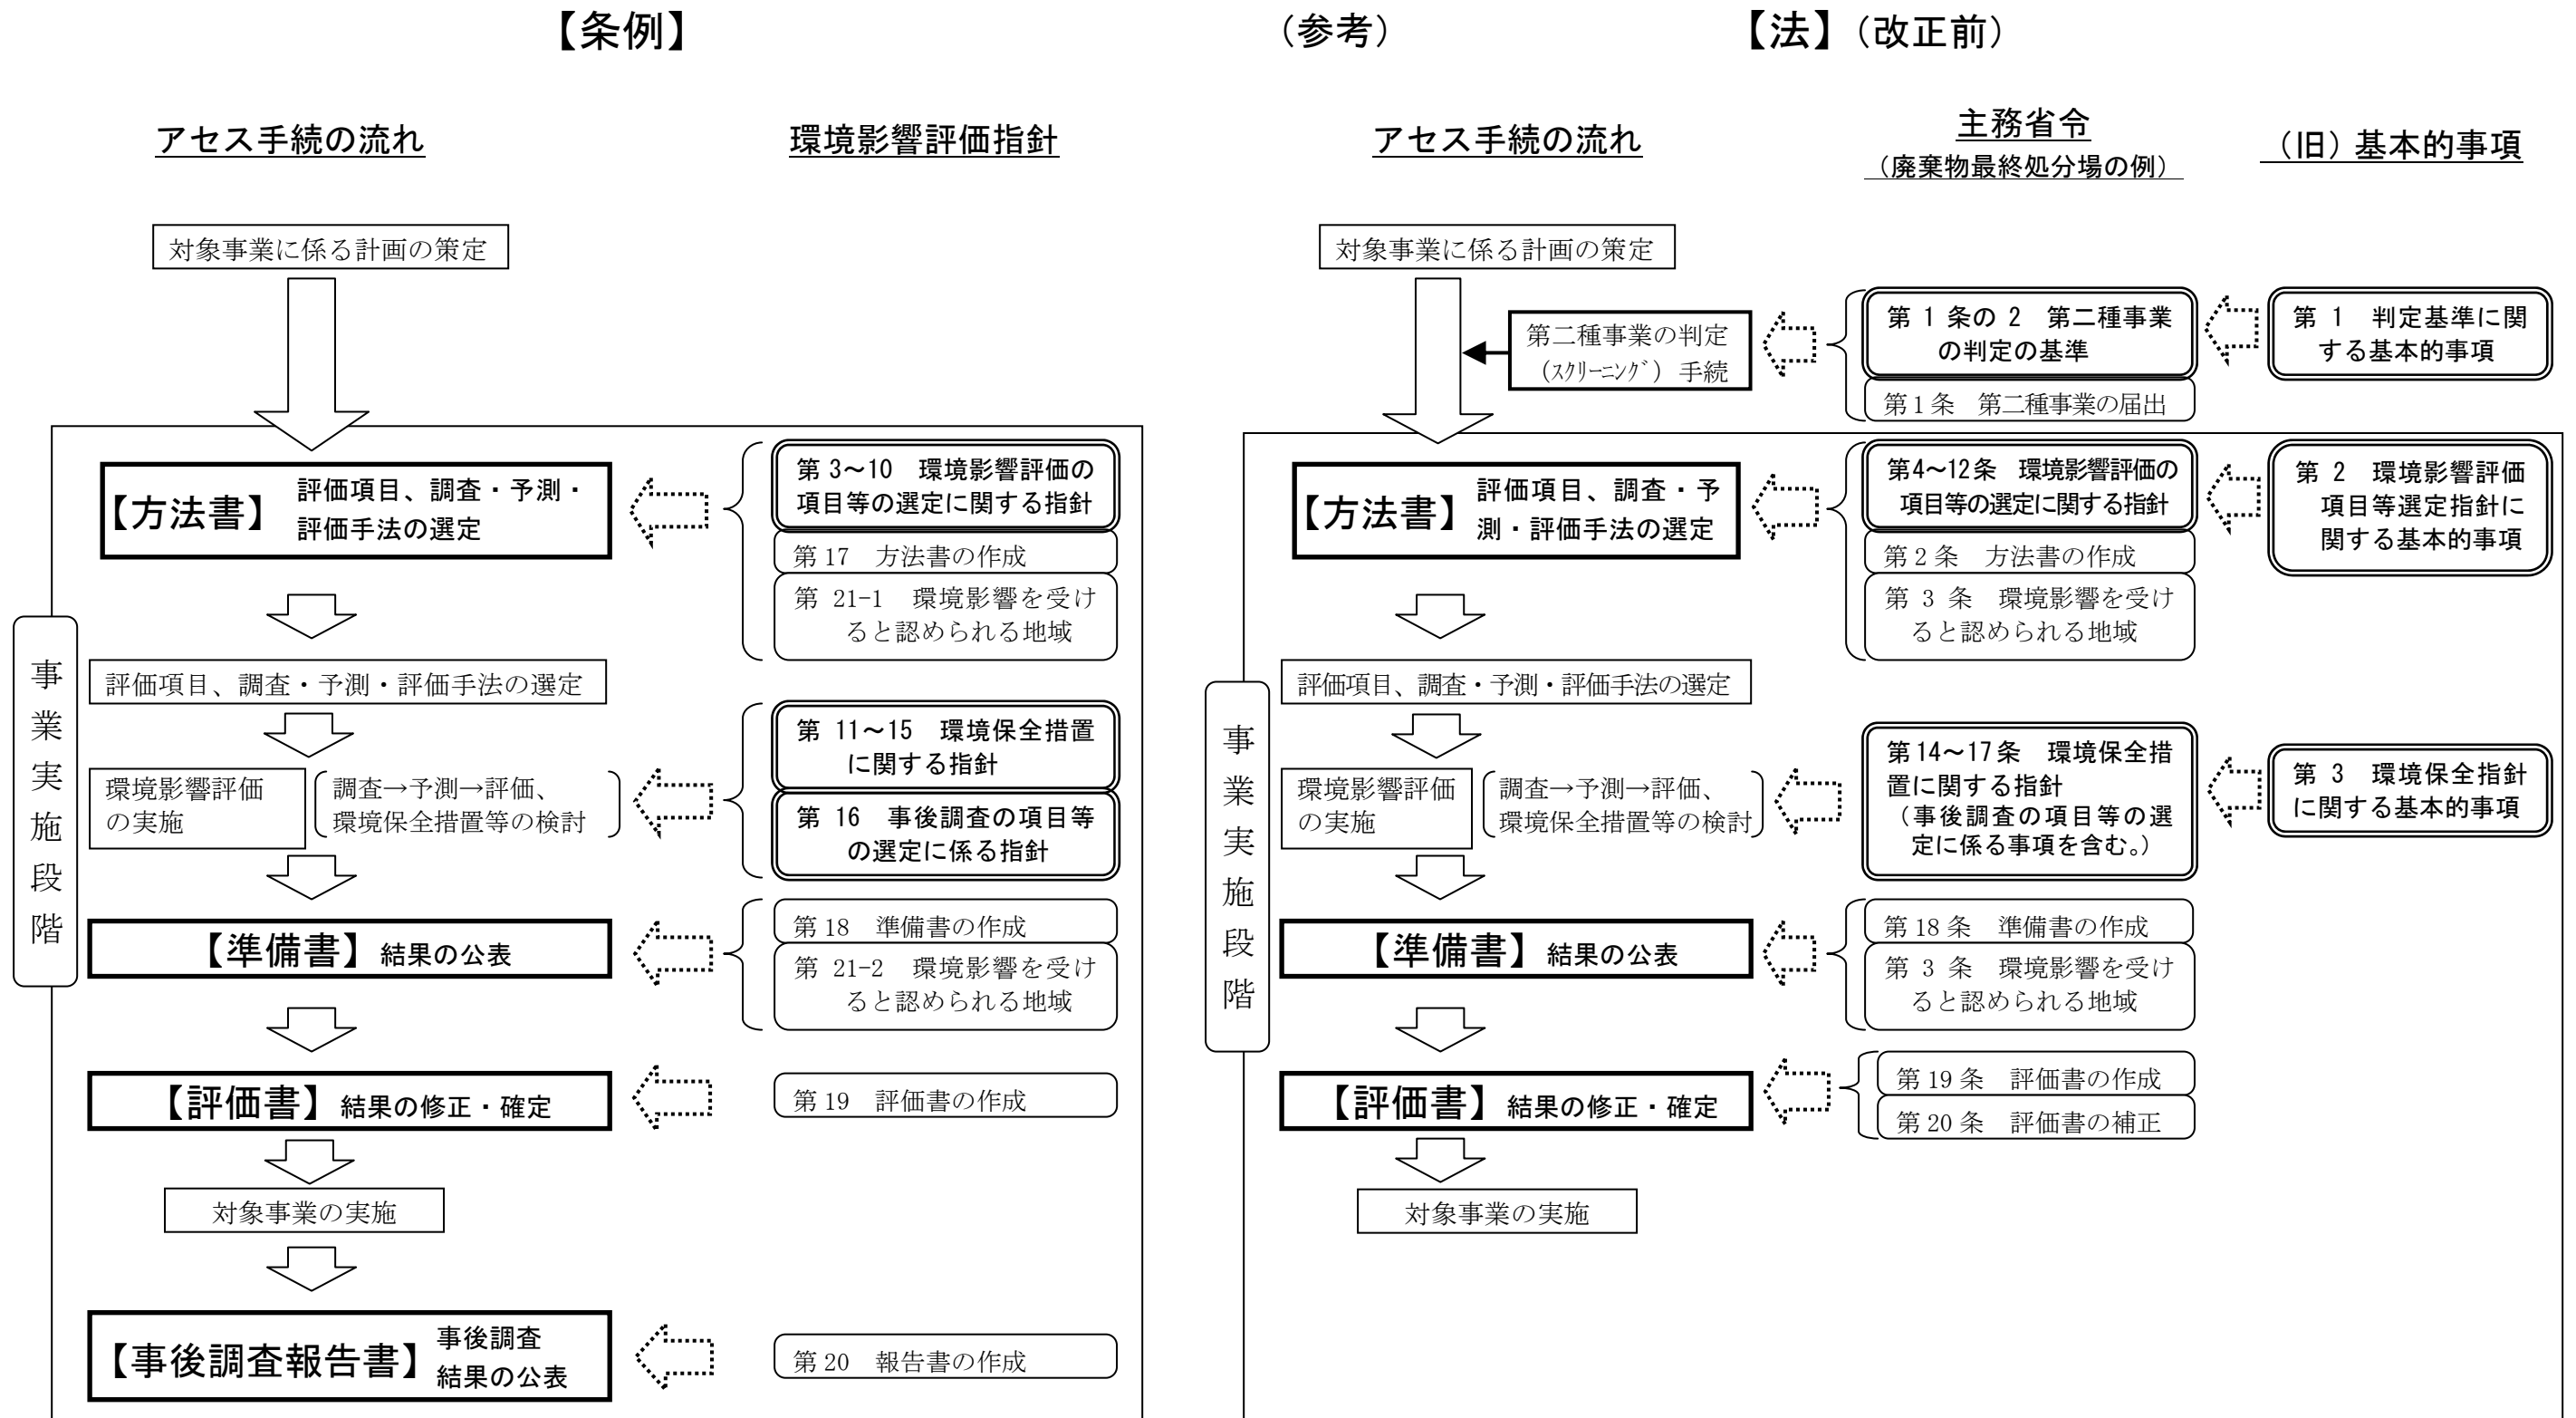 【条例】
アセス手続の流れ
環境影響評価指針
対象事業に係る計画の策定
事業実施段階
【方法書】
評価項目、調査・予測・
評価手法の選定
第 3～10　環境影響評価の
項目等の選定に関する指針
第 17　方法書の作成
第 21-1　環境影響を受け
ると認められる地域
評価項目、調査・予測・評価手法の選定
環境影響評価
の実施
調査→予測→評価、
環境保全措置等の検討
第 11～15　環境保全措置
に関する指針
第 16　事後調査の項目等
の選定に係る指針
【準備書】結果の公表
第 18　準備書の作成
第 21-2　環境影響を受け
ると認められる地域
【評価書】結果の修正・確定
第 19　評価書の作成
対象事業の実施
【事後調査報告書】
事後調査
結果の公表
第 20　報告書の作成
（参考）
【法】（改正前）
アセス手続の流れ
主務省令
（廃棄物最終処分場の例）
（旧）基本的事項
対象事業に係る計画の策定
第二種事業の判定
（ｽｸﾘｰﾆﾝｸﾞ）手続
第 1 条の 2　第二種事業
の判定の基準
第 1 条　第二種事業の届出
第 1　判定基準に関
する基本的事項
事業実施段階
【方法書】
評価項目、調査・予
測・評価手法の選定
第4～12条　環境影響評価の
項目等の選定に関する指針
第 2 条　方法書の作成
第 3 条　環境影響を受け
ると認められる地域
第 2　環境影響評価
項目等選定指針に
関する基本的事項
評価項目、調査・予測・評価手法の選定
環境影響評価
の実施
調査→予測→評価、
環境保全措置等の検討
第14～17条　環境保全措
置に関する指針
（事後調査の項目等の選
定に係る事項を含む。）
第 3　環境保全指針
に関する基本的事項
【準備書】結果の公表
第 18 条　準備書の作成
第 3 条　環境影響を受け
ると認められる地域
【評価書】結果の修正・確定
第 19 条　評価書の作成
第 20 条　評価書の補正
対象事業の実施